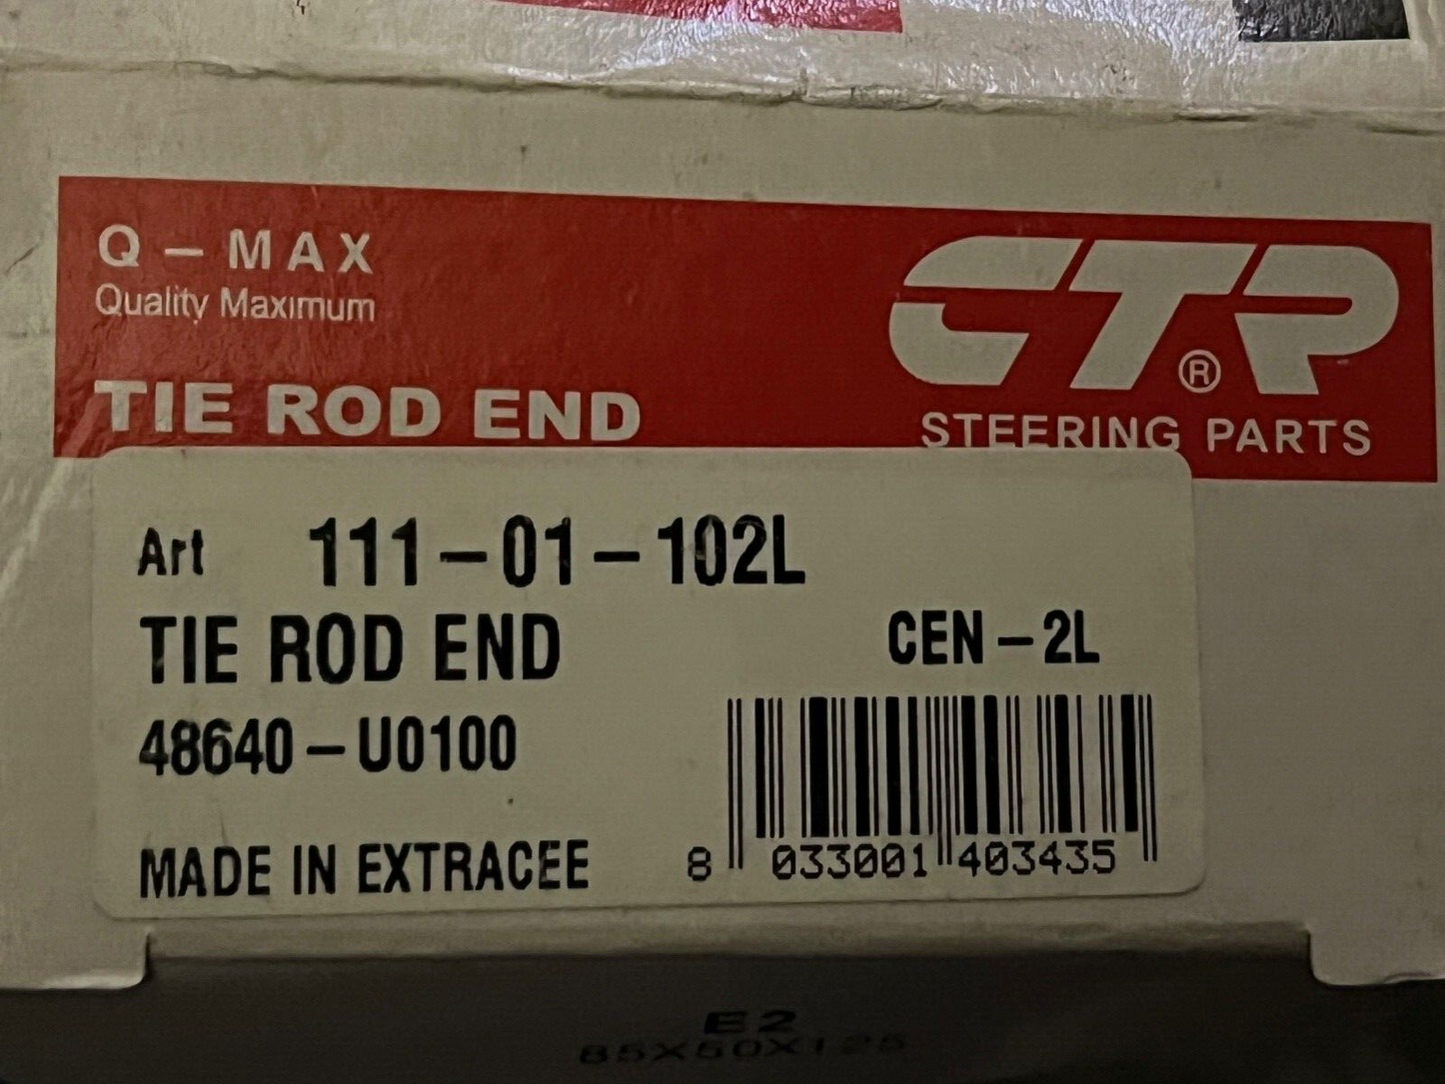 Q – MAX
Quality Maximum
TIE ROD END
CTR®
STEERING PARTS
Art 111-01-102L
TIE ROD END
CEN-2L
48640-U0100
MADE IN EXTRACEE
8 033001 403435
E2
85X50X125